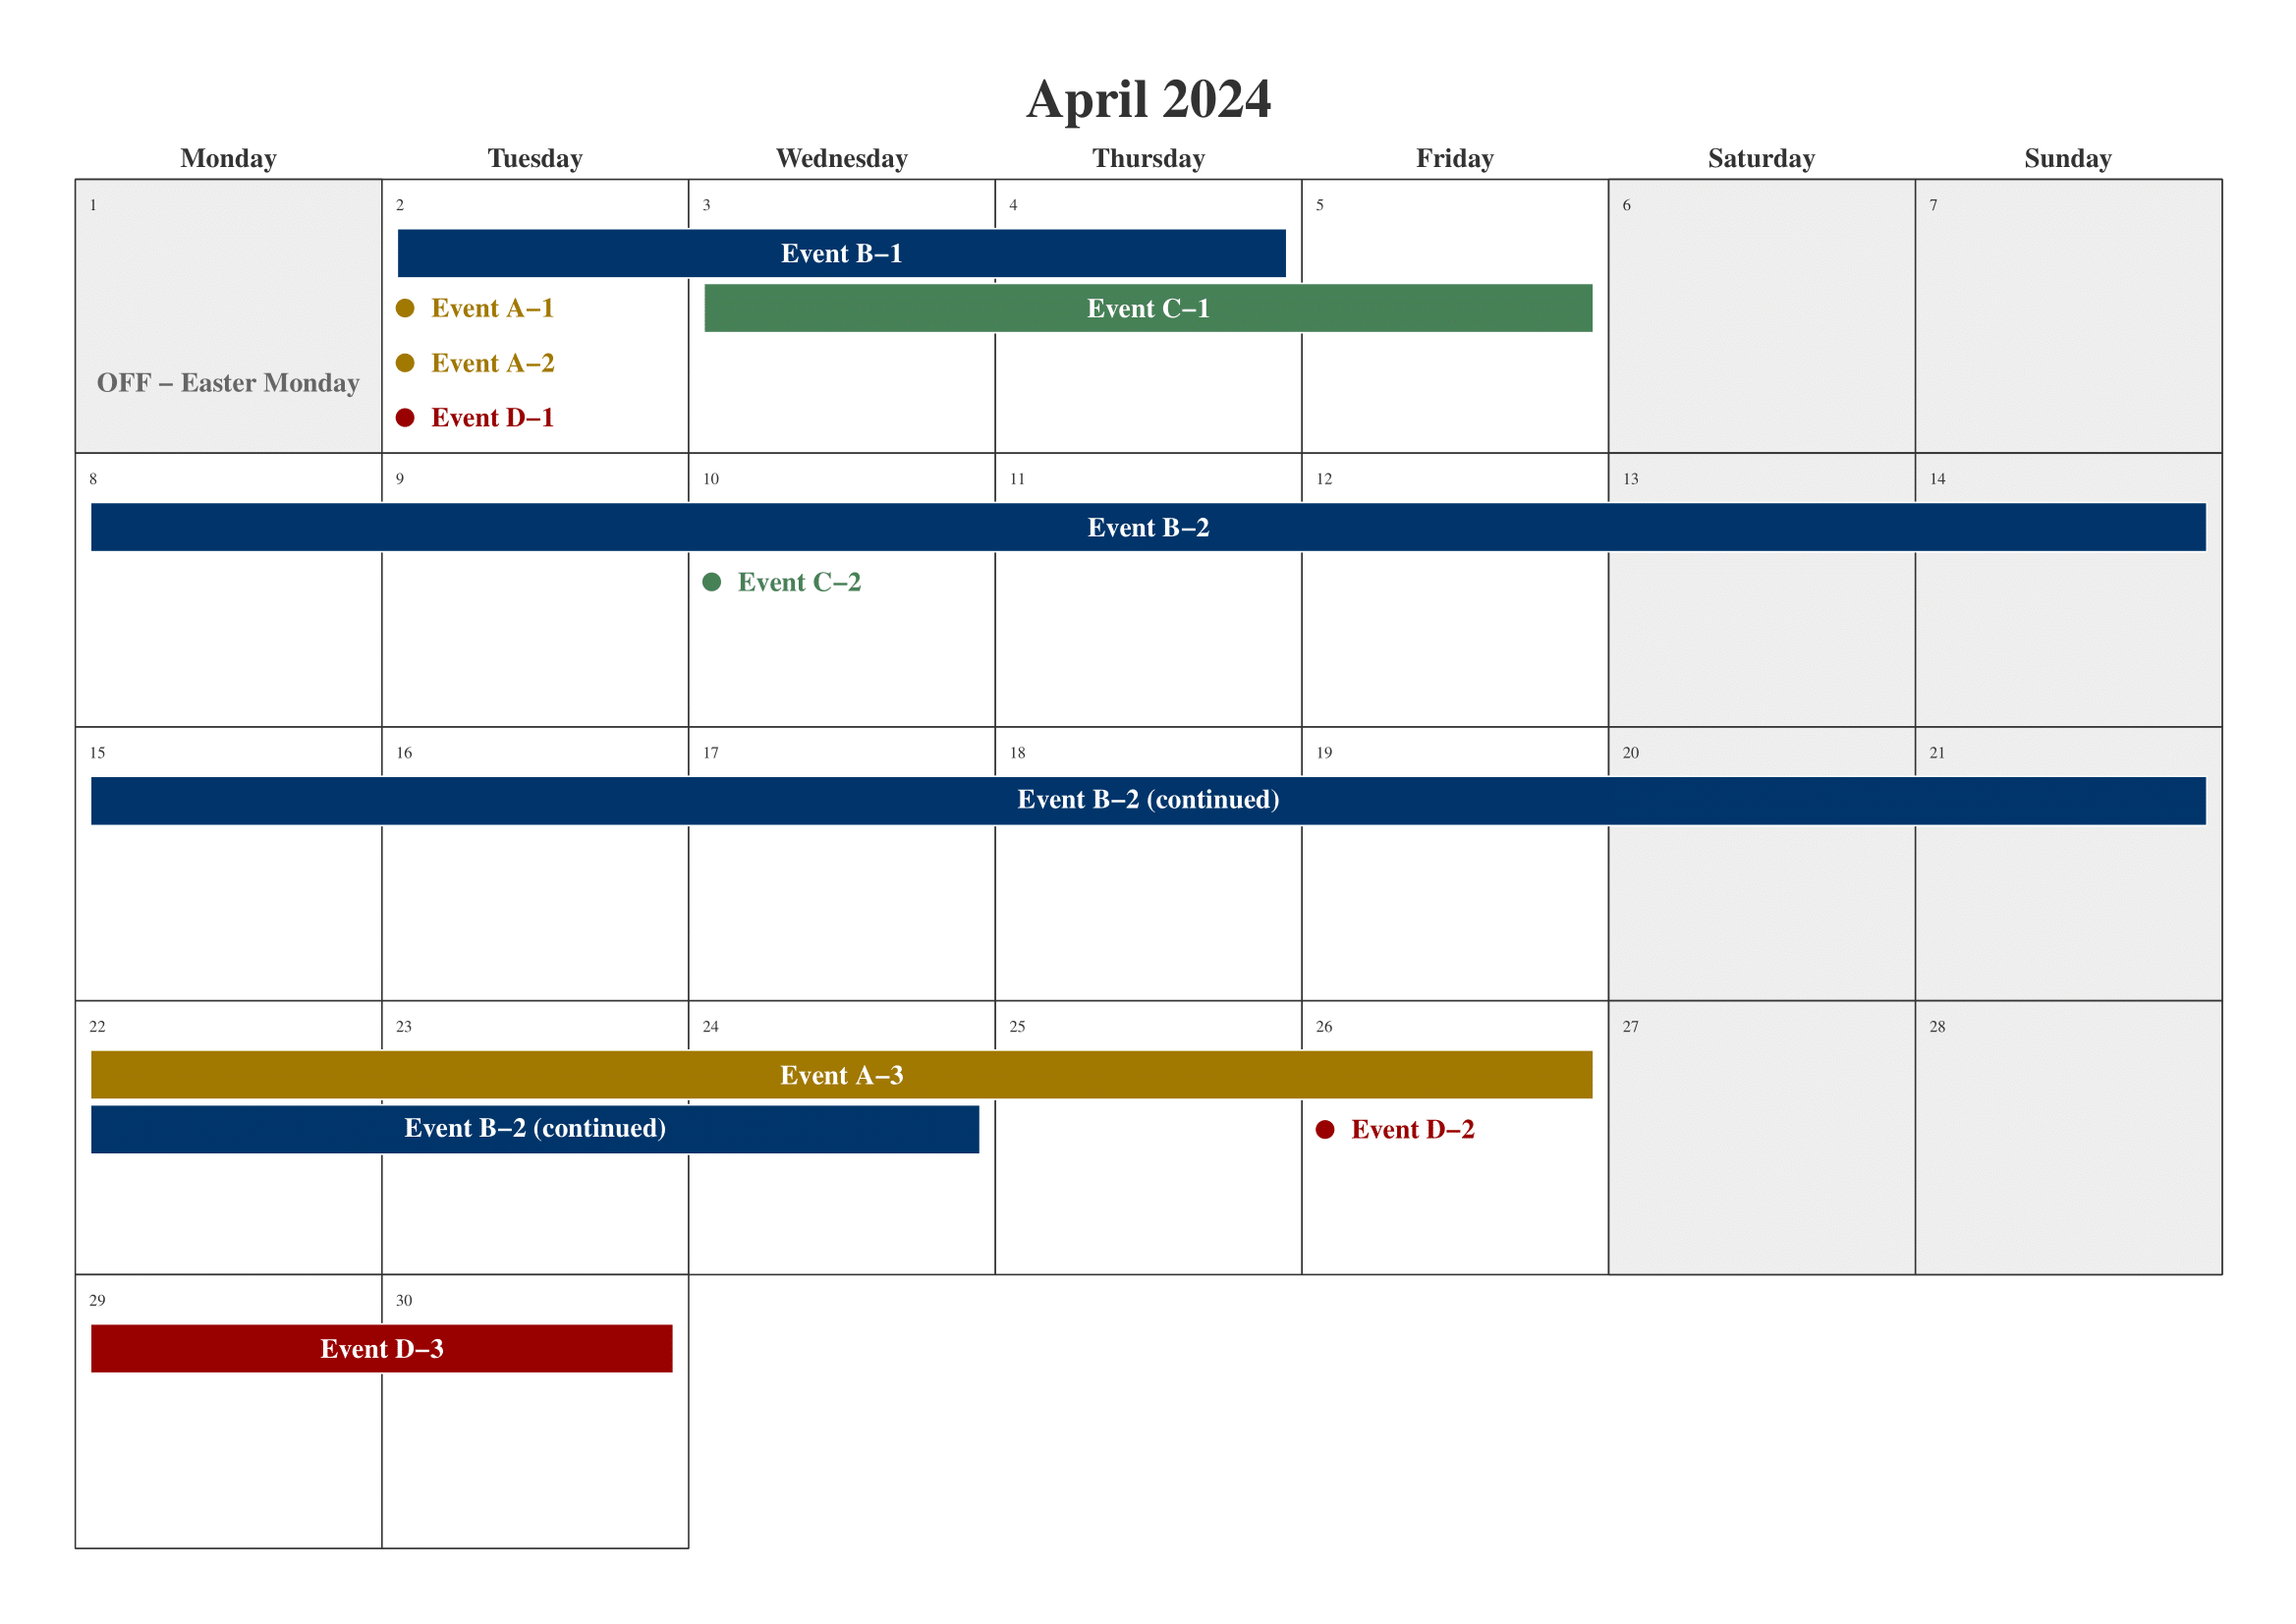 April 2024
Monday Tuesday Wednesday Thursday Friday Saturday Sunday
1 2 3 4 5 6 7
Event B–1
Event A–1 Event C–1
Event A–2
OFF – Easter Monday
Event D–1
8 9 10 11 12 13 14
Event B–2
Event C–2
15 16 17 18 19 20 21
Event B–2 (continued)
22 23 24 25 26 27 28
Event A–3
Event B–2 (continued) Event D–2
29 30
Event D–3